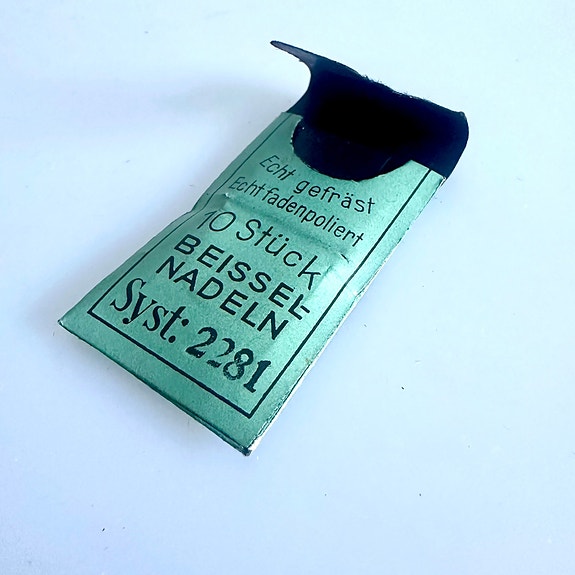 Echt gefräst
Echt fadenpoliert
10 Stück
BEISSEL
NADELN
Syst: 2281